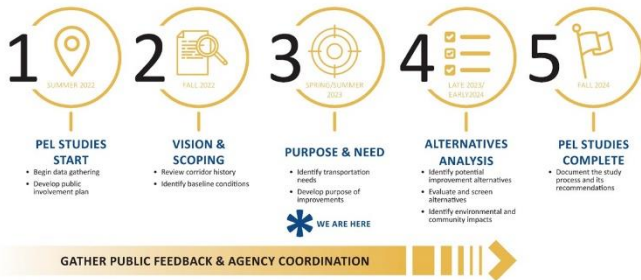 1
SUMMER 2022
PEL STUDIES
START
• Begin data gathering
• Develop public
involvement plan
2
FALL 2022
VISION &
SCOPING
• Review corridor history
• Identify baseline conditions
3
SPRING/SUMMER
2023
PURPOSE & NEED
• Identify transportation
needs
• Develop purpose of
improvements
WE ARE HERE
4
LATE 2023/
EARLY2024
ALTERNATIVES
ANALYSIS
• Identify potential
improvement alternatives
• Evaluate and screen
alternatives
• Identify environmental and
community impacts
5
FALL 2024
PEL STUDIES
COMPLETE
• Document the study
process and its
recommendations
GATHER PUBLIC FEEDBACK & AGENCY COORDINATION